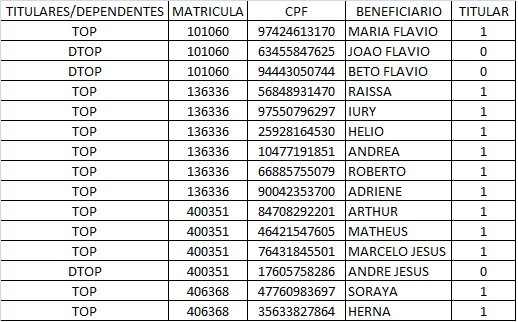 TITULARES/DEPENDENTES MATRICULA CPF BENEFICIARIO TITULAR
TOP 101060 97424613170 MARIA FLAVIO 1
DTOP 101060 63455847625 JOAO FLAVIO 0
DTOP 101060 94443050744 BETO FLAVIO 0
TOP 136336 56848931470 RAISSA 1
TOP 136336 97550796297 IURY 1
TOP 136336 25928164530 HELIO 1
TOP 136336 10477191851 ANDREA 1
TOP 136336 66885755079 ROBERTO 1
TOP 136336 90042353700 ADRIENE 1
TOP 400351 84708292201 ARTHUR 1
TOP 400351 46421547605 MATHEUS 1
TOP 400351 76431845501 MARCELO JESUS 1
DTOP 400351 17605758286 ANDRE JESUS 0
TOP 406368 47760983697 SORAYA 1
TOP 406368 35633827864 HERNA 1